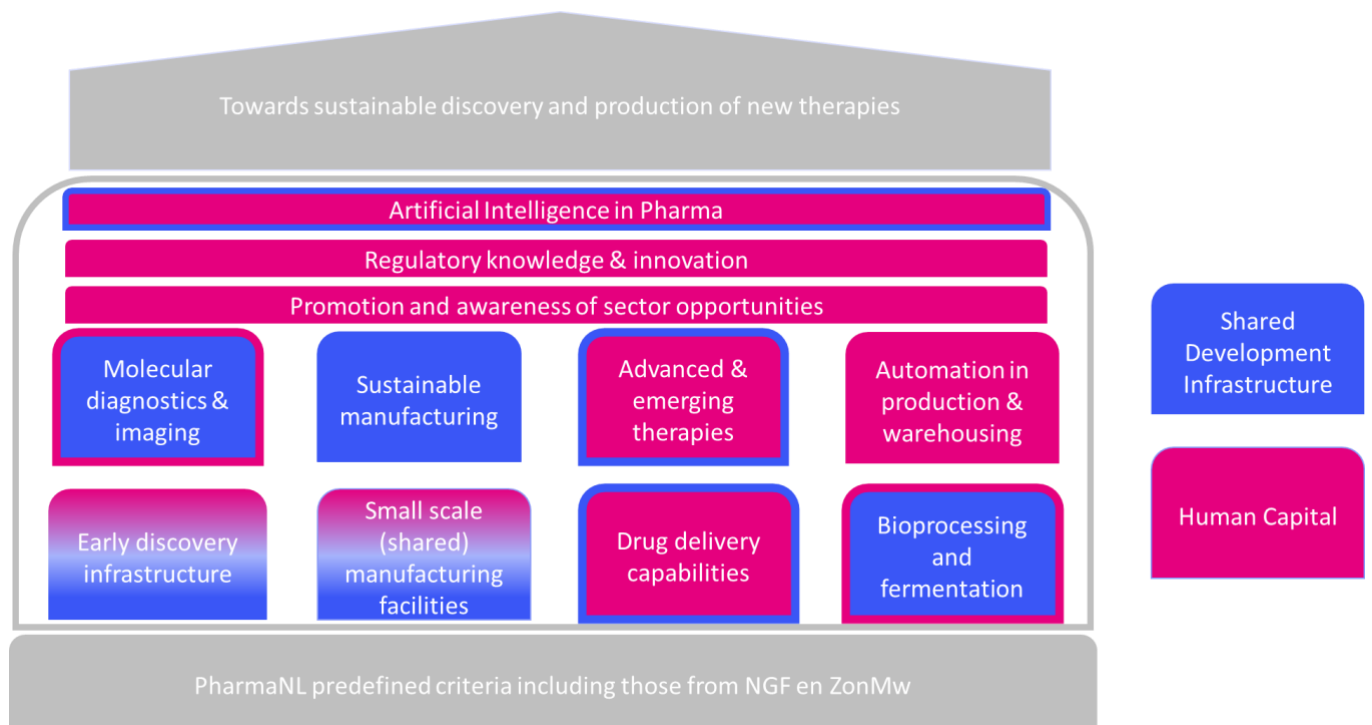 Towards sustainable discovery and production of new therapies
Artificial Intelligence in Pharma
Regulatory knowledge & innovation
Promotion and awareness of sector opportunities
Molecular
diagnostics &
imaging
Sustainable
manufacturing
Advanced &
emerging
therapies
Automation in
production &
warehousing
Early discovery
infrastructure
Small scale
(shared)
manufacturing
facilities
Drug delivery
capabilities
Bioprocessing
and
fermentation
PharmaNL predefined criteria including those from NGF en ZonMw
Shared
Development
Infrastructure
Human Capital